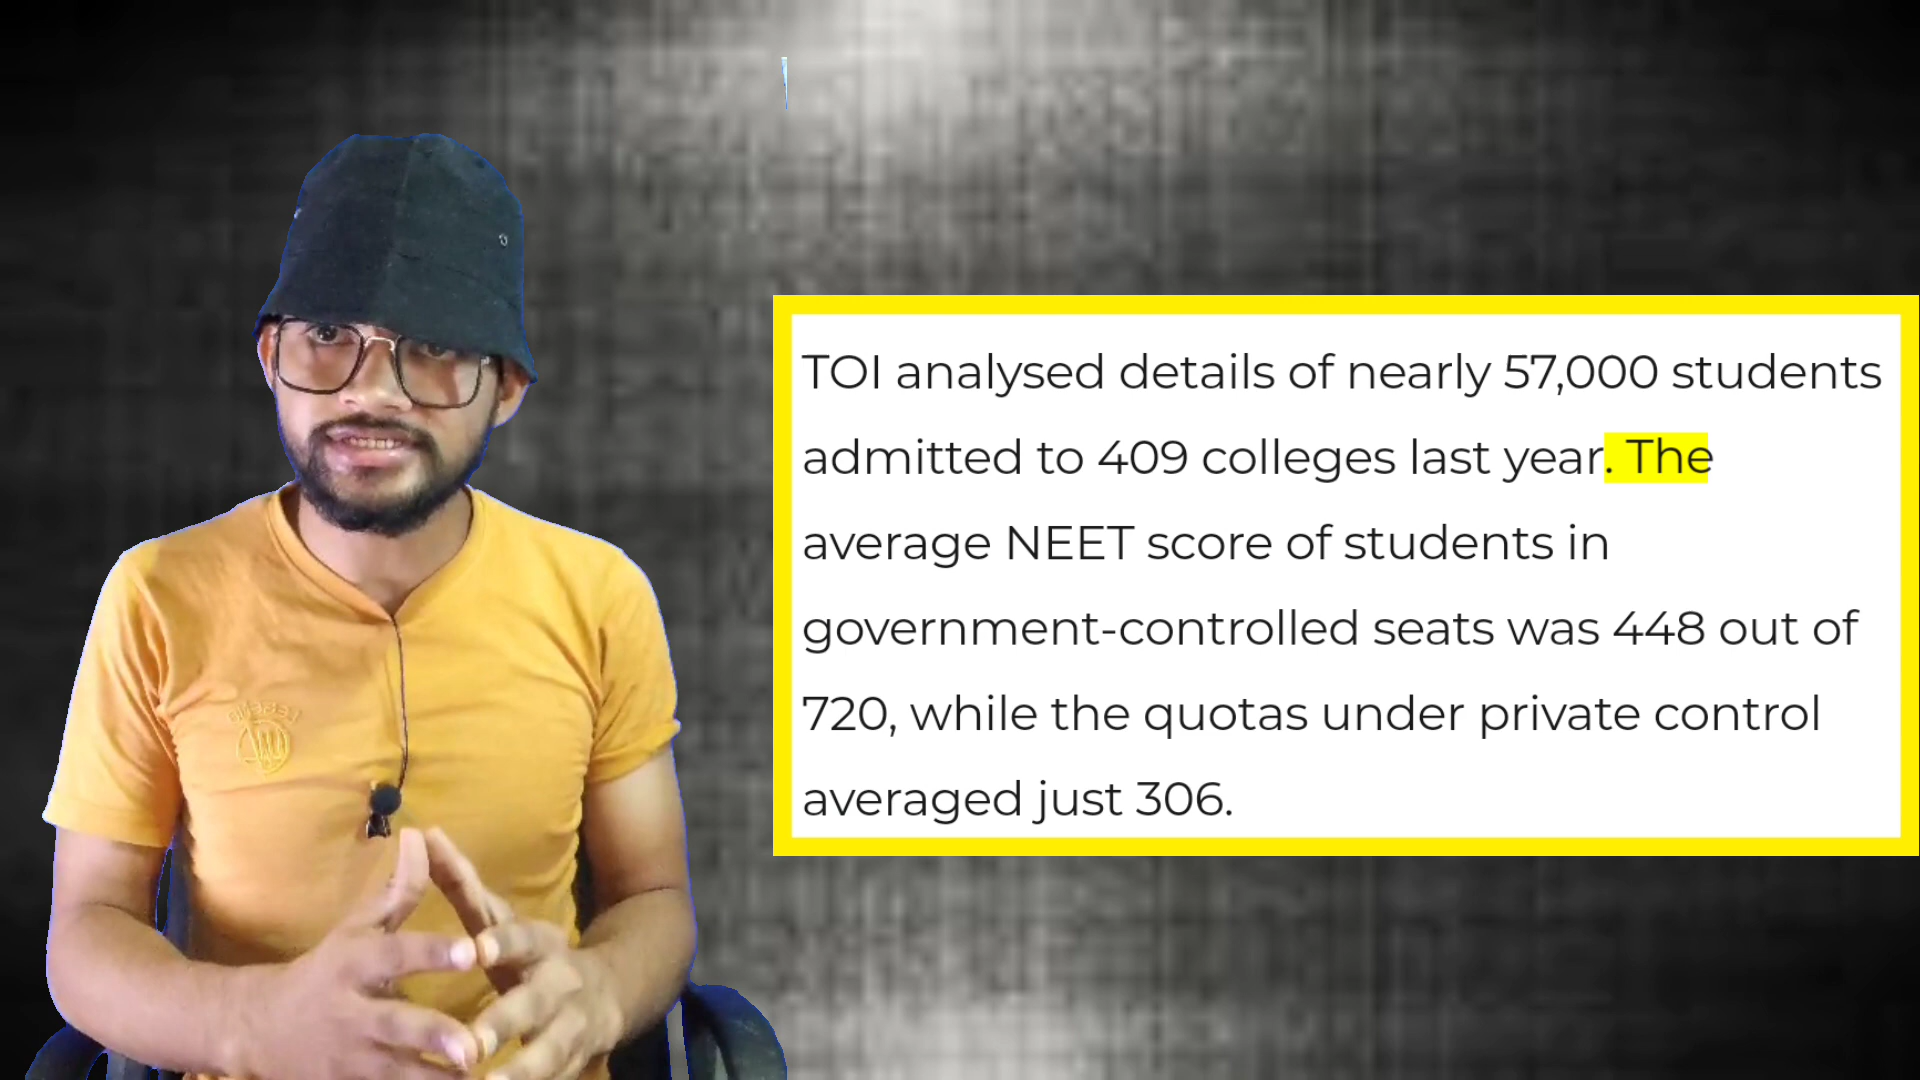 TOI analysed details of nearly 57,000 students
admitted to 409 colleges last year. The
average NEET score of students in
government-controlled seats was 448 out of
720, while the quotas under private control
averaged just 306.